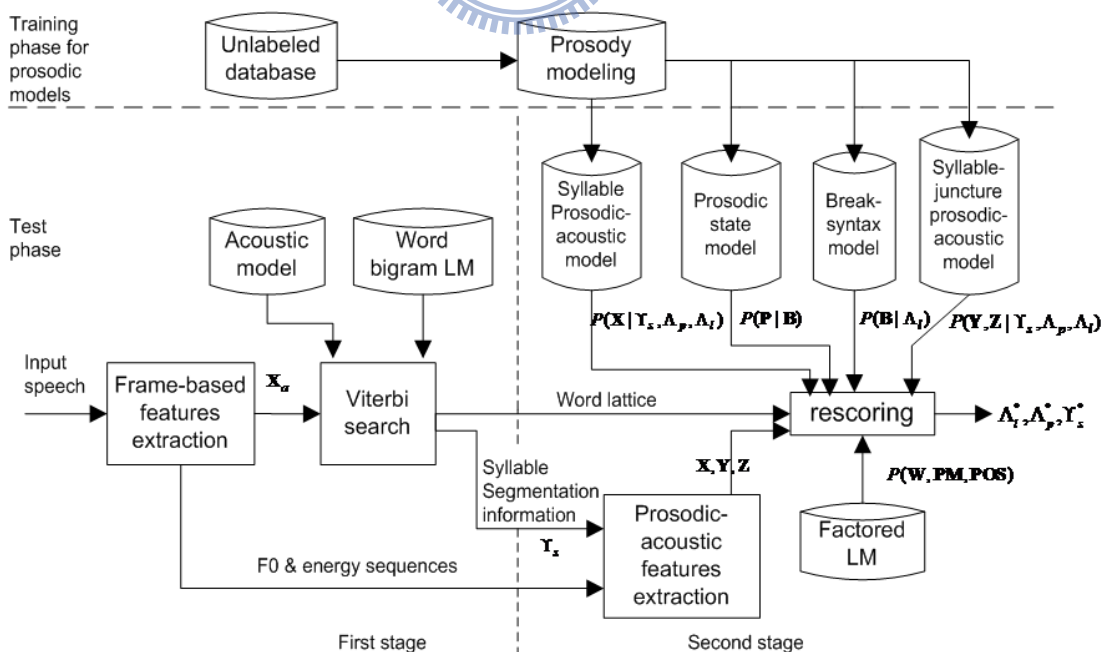 Training
phase for
prosodic
models
Unlabeled
database
Prosody
modeling
Test
phase
Acoustic
model
Word
bigram LM
Syllable
Prosodic-
acoustic
model
Prosodic
state
model
Break-
syntax
model
Syllable-
juncture
prosodic-
acoustic
model
P(X|Υs,Λp,Λl)
P(P|B)
P(B|Λl)
P(Y,Z|Υs,Λp,Λl)
Input
speech
Frame-based
features
extraction
Xa
Viterbi
search
Word lattice
rescoring
Λl*,Λp*,Υs*
Syllable
Segmentation
information
Υs
X,Y,Z
P(W,PM,POS)
Prosodic-
acoustic
features
extraction
Factored
LM
F0 & energy sequences
First stage
Second stage